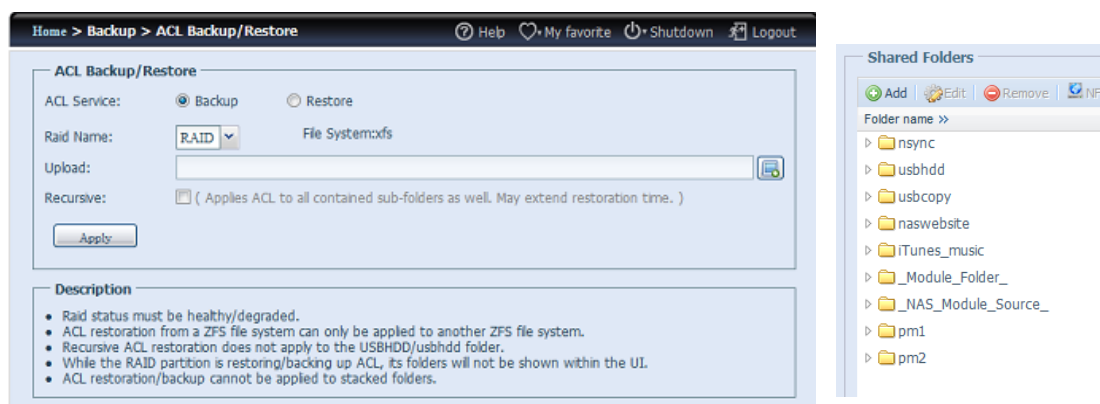 Home > Backup > ACL Backup/Restore
Help My favorite Shutdown Logout
ACL Backup/Restore
ACL Service: Backup Restore
Raid Name: RAID File System:xfs
Upload:
Recursive: ( Applies ACL to all contained sub-folders as well. May extend restoration time. )
Apply
Description
• Raid status must be healthy/degraded.
• ACL restoration from a ZFS file system can only be applied to another ZFS file system.
• Recursive ACL restoration does not apply to the USBHDD/usbhdd folder.
• While the RAID partition is restoring/backing up ACL, its folders will not be shown within the UI.
• ACL restoration/backup cannot be applied to stacked folders.
Shared Folders
Add Edit Remove NF
Folder name »
nsync
usbhdd
usbcopy
naswebsite
iTunes_music
_Module_Folder_
_NAS_Module_Source_
pm1
pm2